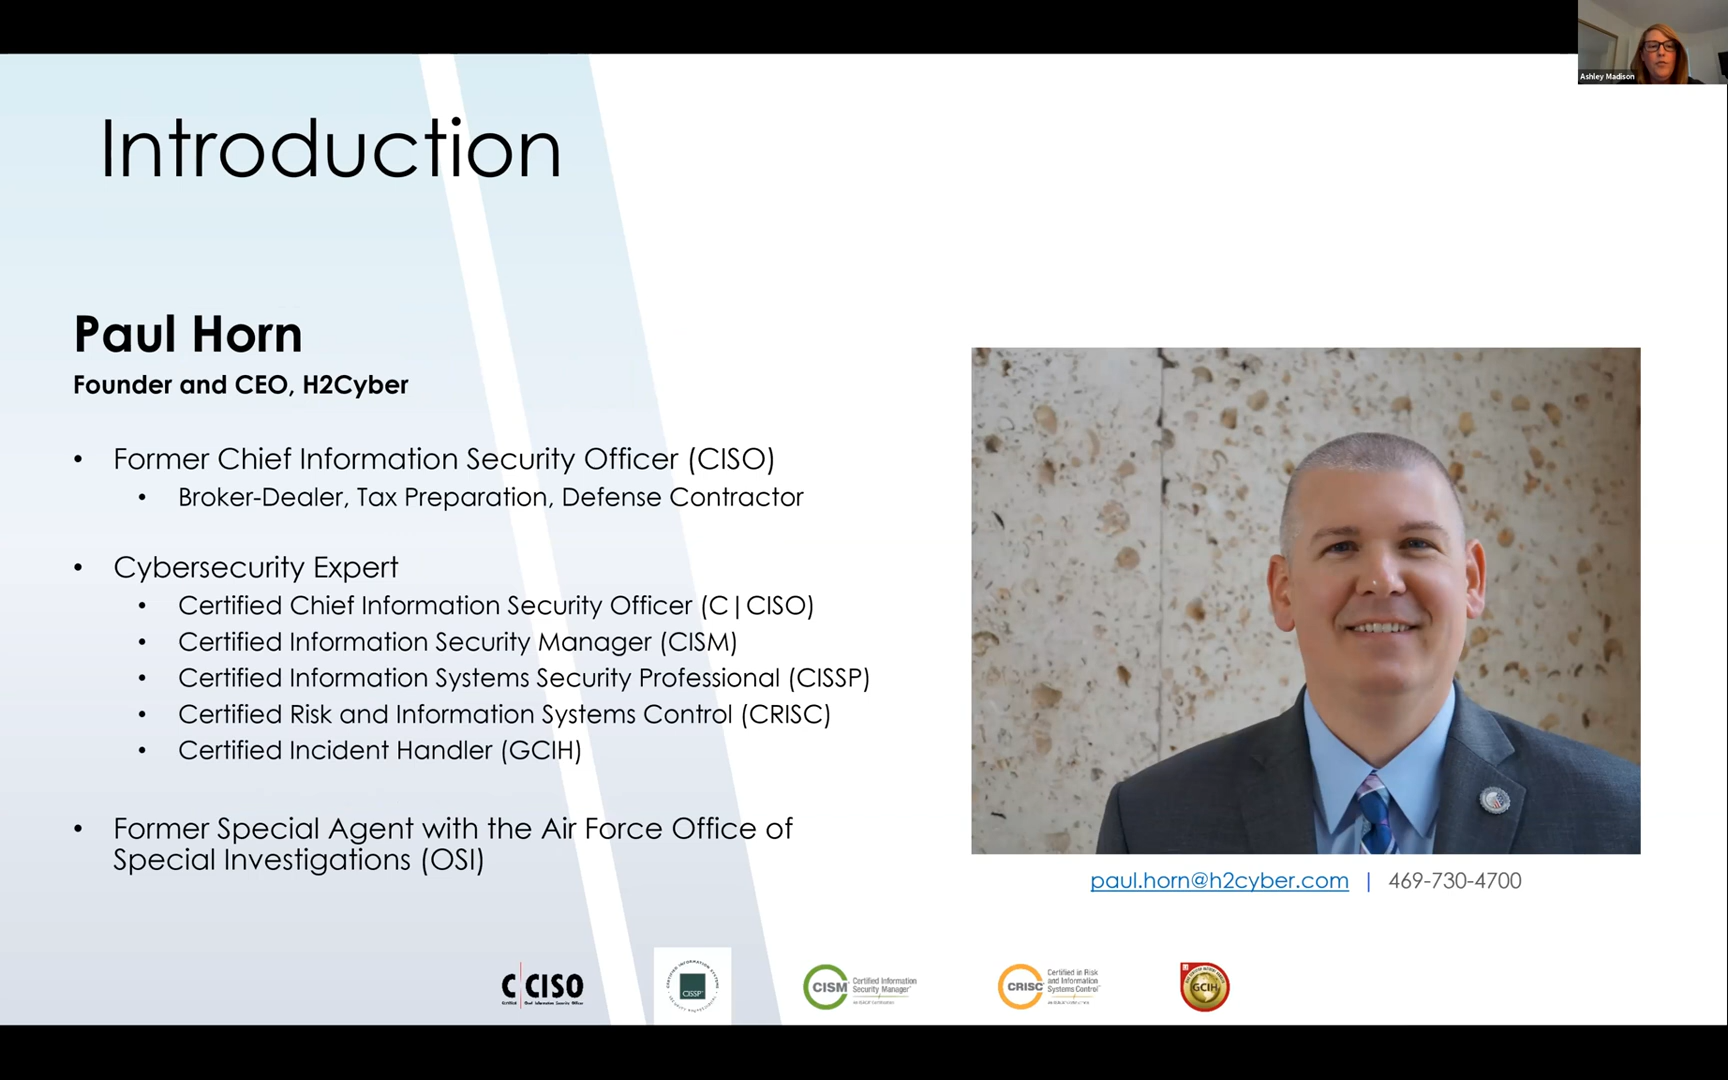 Ashley Madison
Introduction
Paul Horn
Founder and CEO, H2Cyber
• Former Chief Information Security Officer (CISO)
• Broker-Dealer, Tax Preparation, Defense Contractor
• Cybersecurity Expert
• Certified Chief Information Security Officer (C|CISO)
• Certified Information Security Manager (CISM)
• Certified Information Systems Security Professional (CISSP)
• Certified Risk and Information Systems Control (CRISC)
• Certified Incident Handler (GCIH)
• Former Special Agent with the Air Force Office of
Special Investigations (OSI)
paul.horn@h2cyber.com | 469-730-4700
C|CISO
CISSP
CISM
Certified Information
Security Manager
CRISC
Certified in Risk
and Information
Systems Control
GCIH